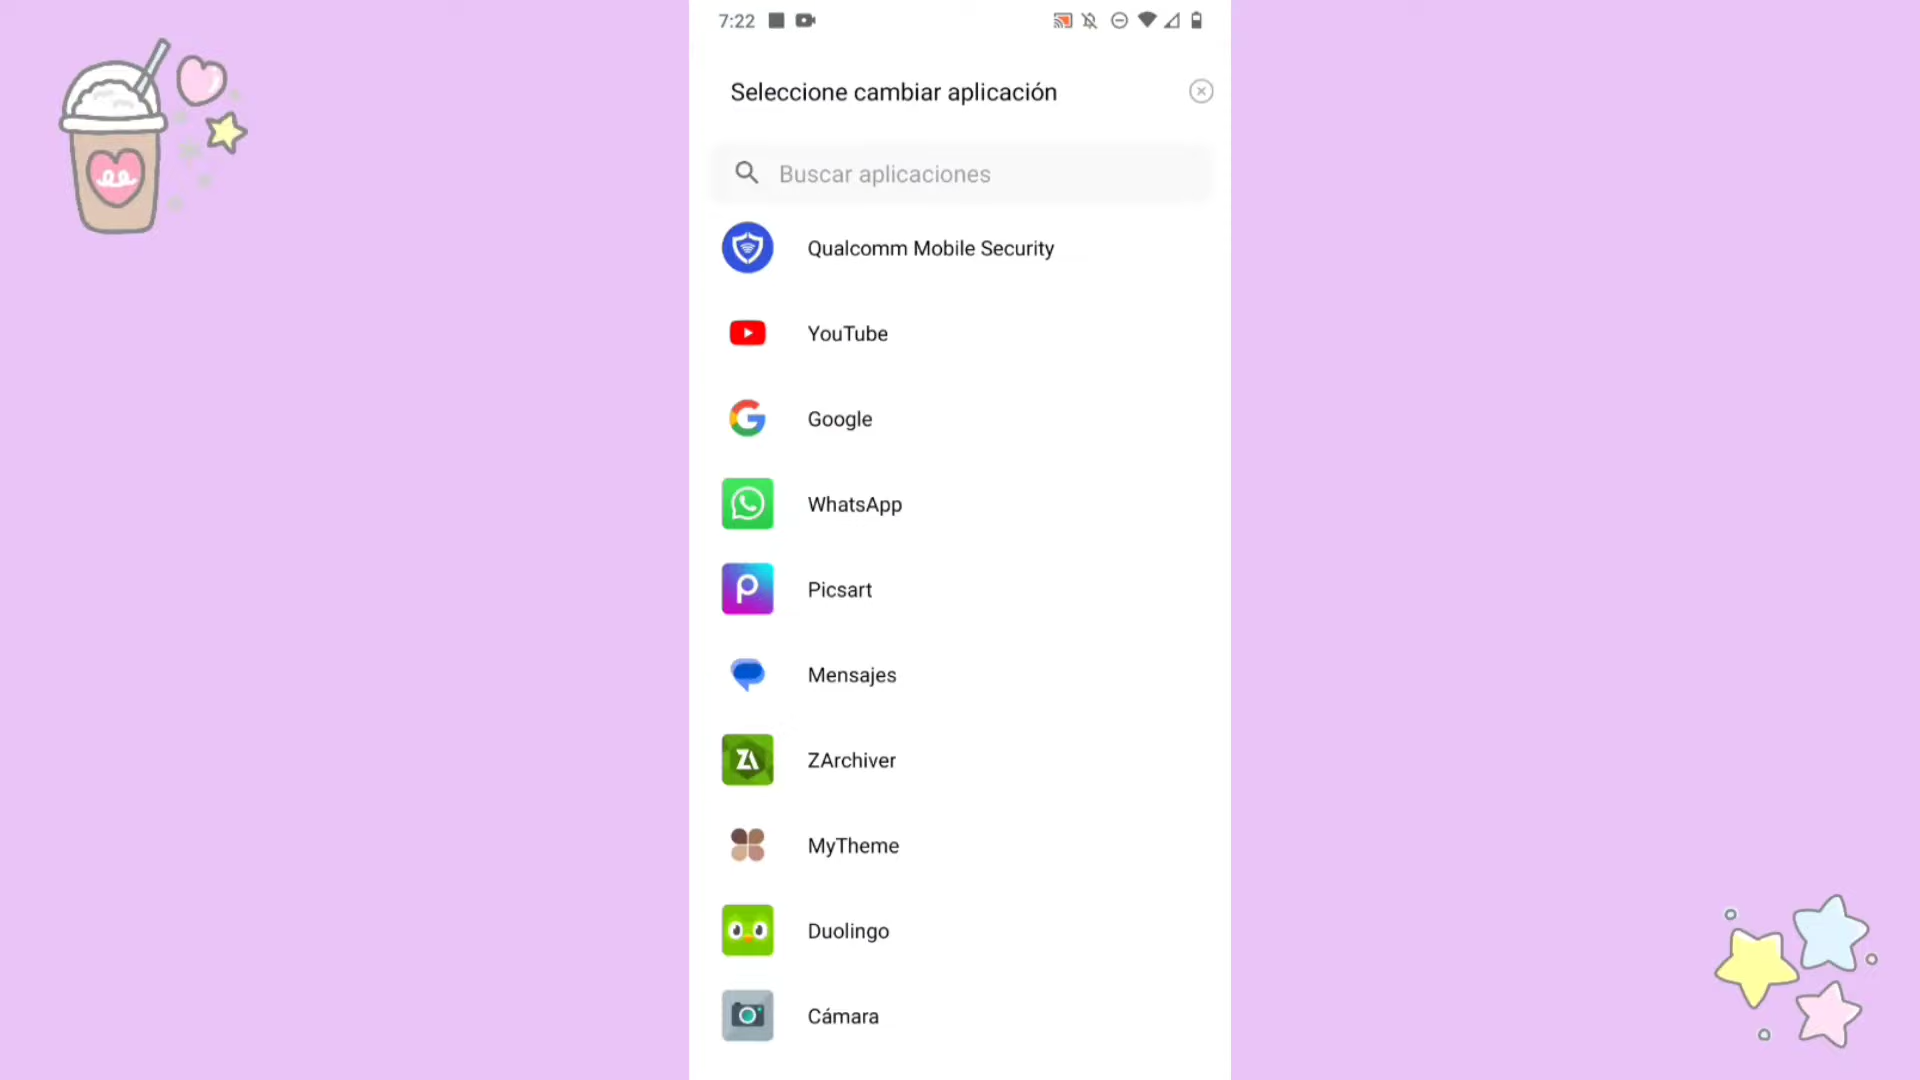 7:22
Seleccione cambiar aplicación
Buscar aplicaciones
Qualcomm Mobile Security
YouTube
Google
WhatsApp
Picsart
Mensajes
ZArchiver
MyTheme
Duolingo
Cámara